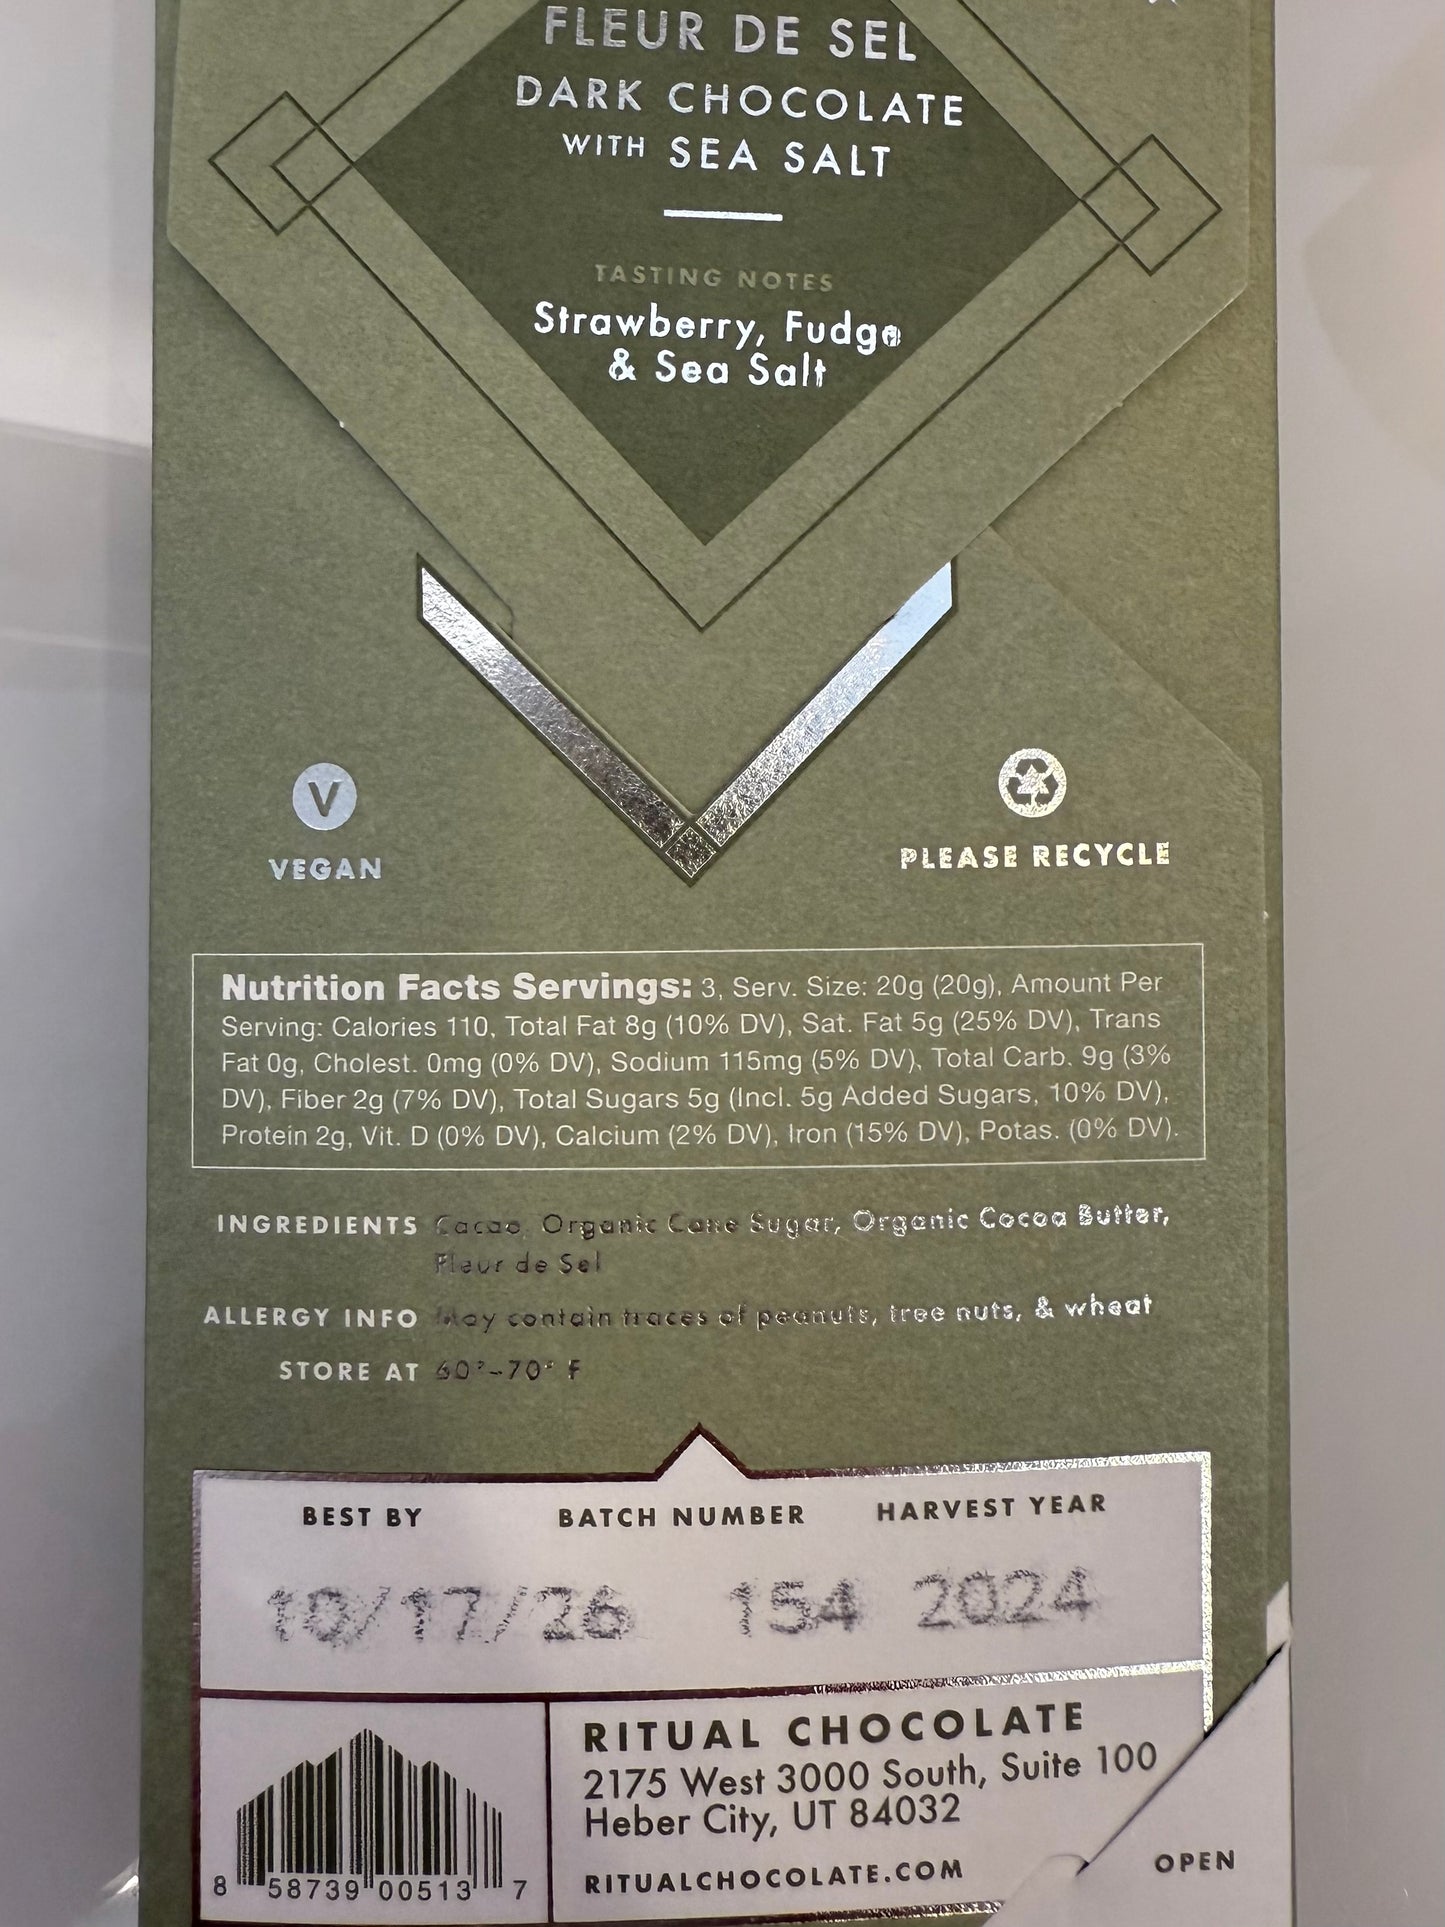 FLEUR DE SEL
DARK CHOCOLATE
WITH SEA SALT
TASTING NOTES
Strawberry, Fudge
& Sea Salt
V
VEGAN
PLEASE RECYCLE
Nutrition Facts Servings: 3, Serv. Size: 20g (20g), Amount Per
Serving: Calories 110, Total Fat 8g (10% DV), Sat. Fat 5g (25% DV), Trans
Fat 0g, Cholest. 0mg (0% DV), Sodium 115mg (5% DV), Total Carb. 9g (3%
DV), Fiber 2g (7% DV), Total Sugars 5g (Incl. 5g Added Sugars, 10% DV),
Protein 2g, Vit. D (0% DV), Calcium (2% DV), Iron (15% DV), Potas. (0% DV).
INGREDIENTS Cacao, Organic Cane Sugar, Organic Cocoa Butter,
Fleur de Sel
ALLERGY INFO May contain traces of peanuts, tree nuts, & wheat
STORE AT 60°-70° F
BEST BY BATCH NUMBER HARVEST YEAR
10/17/26 154 2024
RITUAL CHOCOLATE
2175 West 3000 South, Suite 100
Heber City, UT 84032
RITUALCHOCOLATE.COM
OPEN
8 58739 00513 7